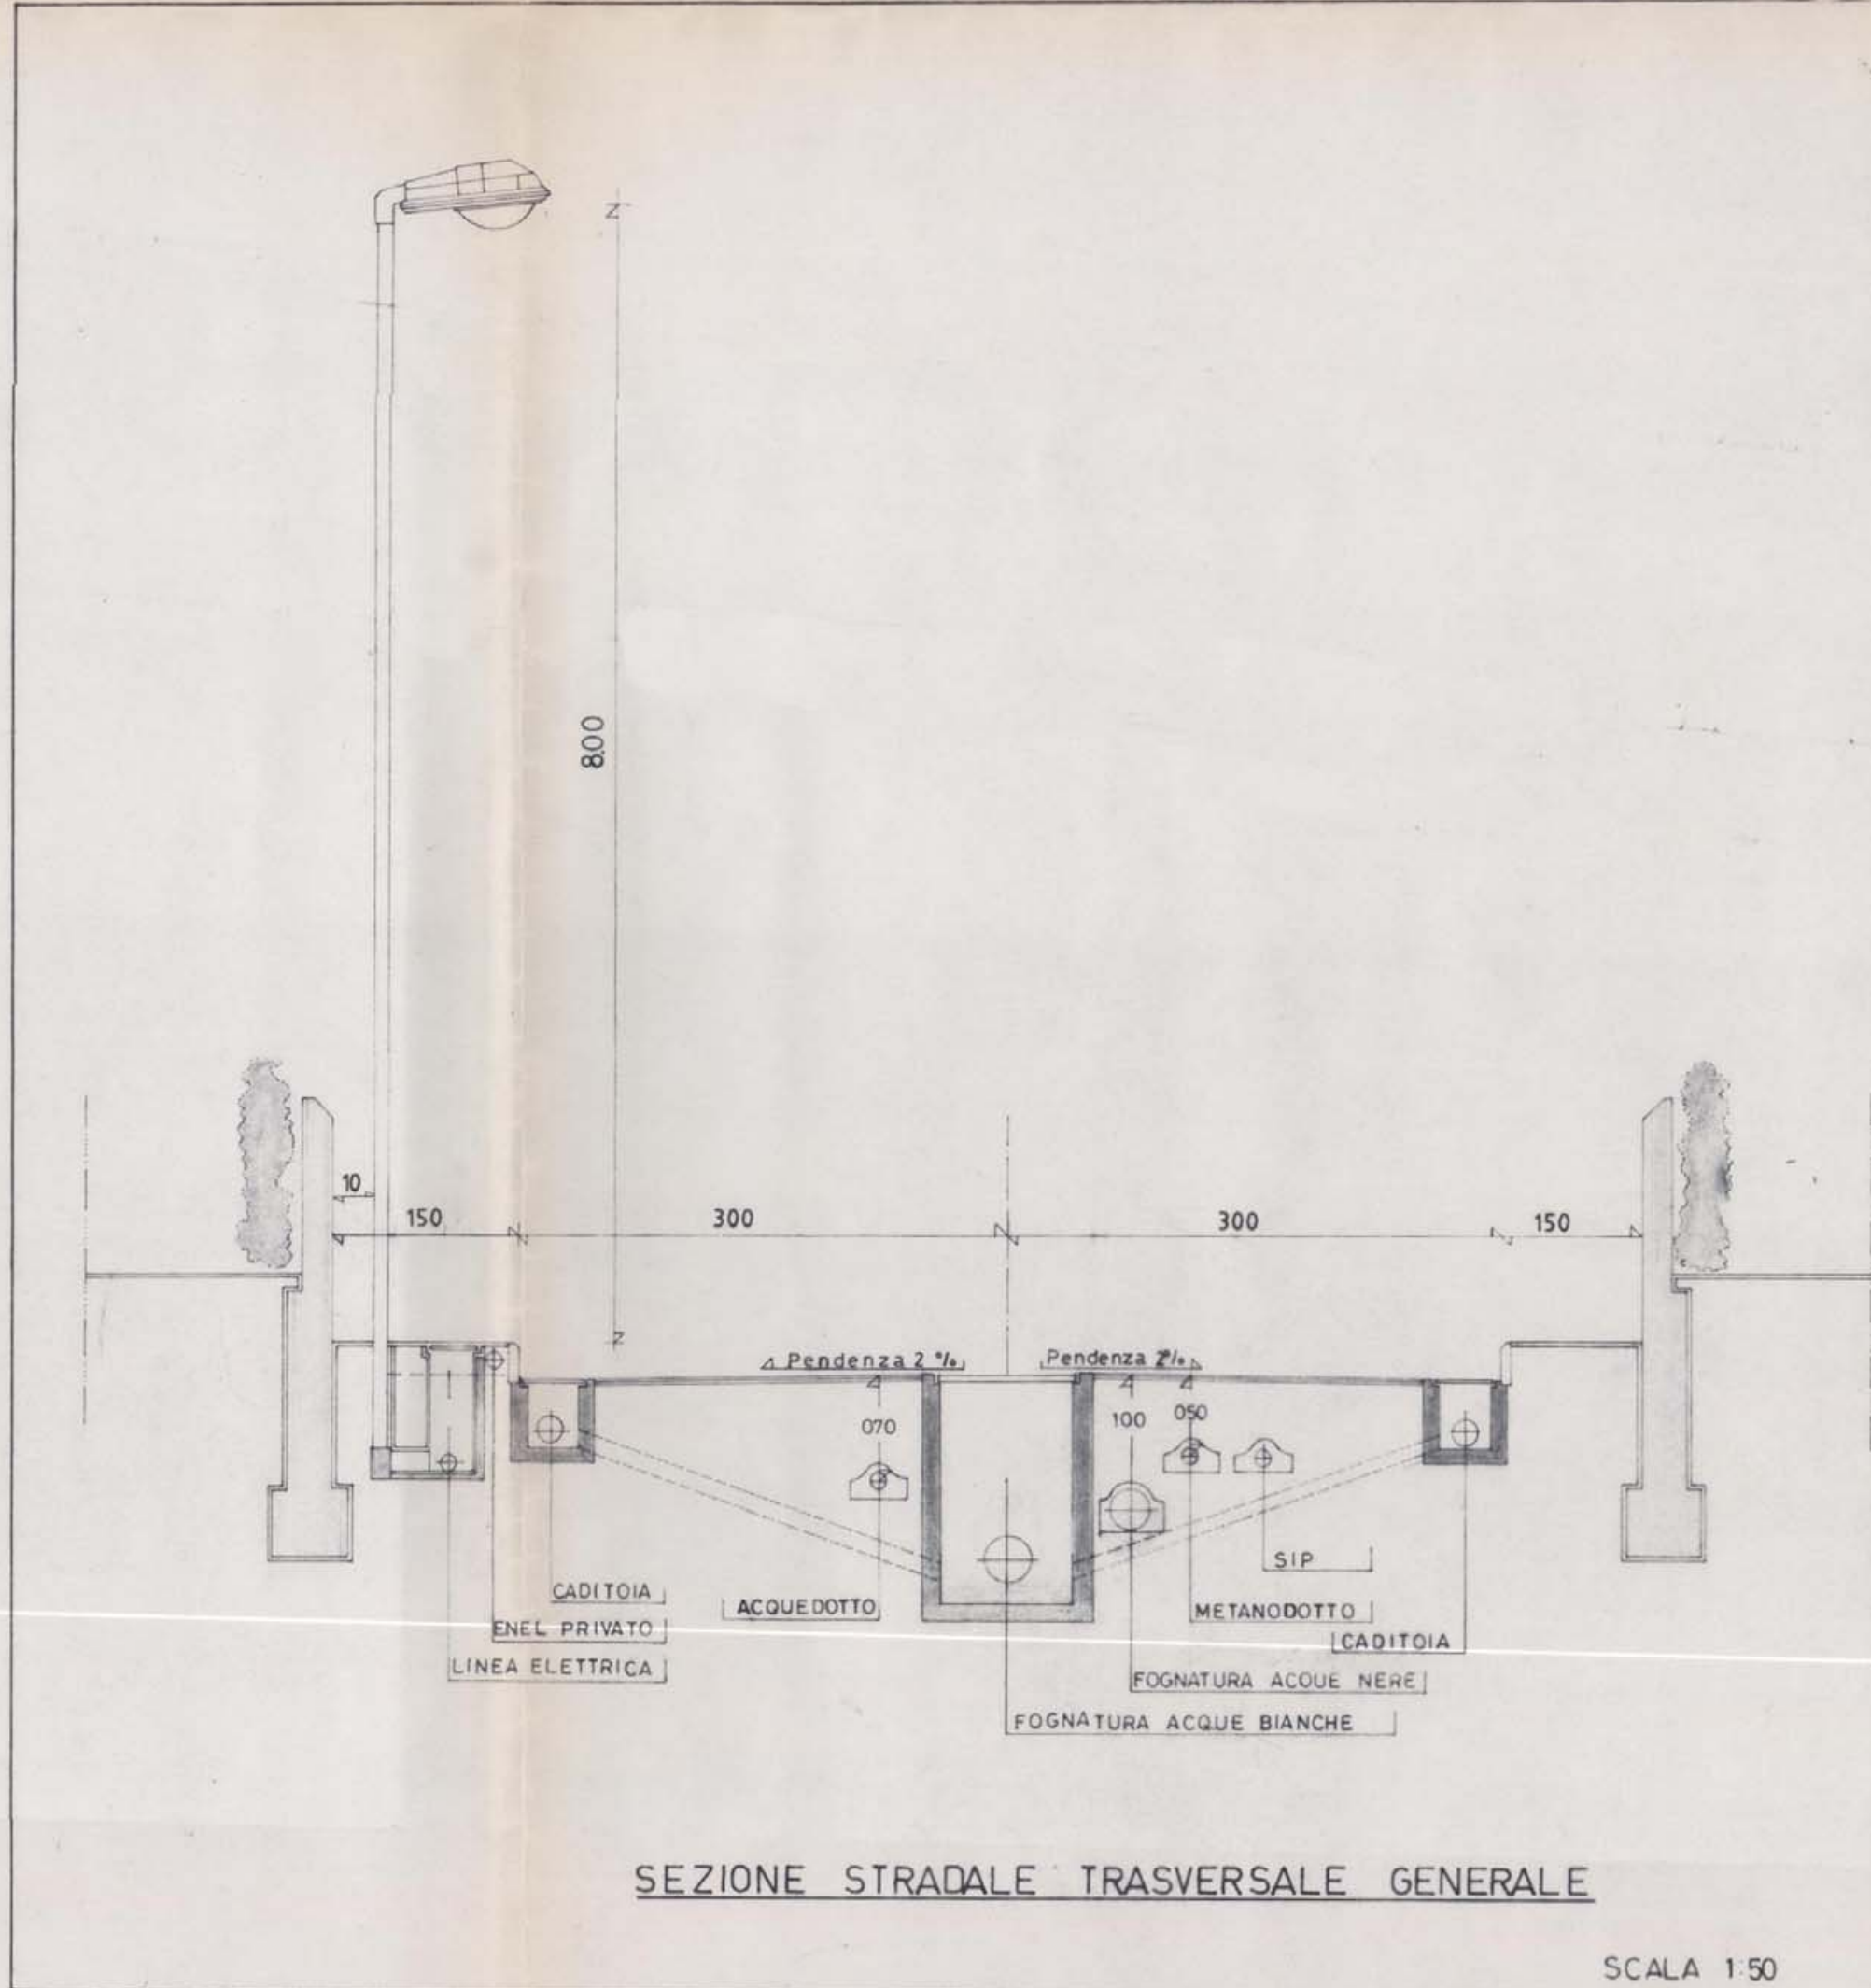 8.00
10
150
300
300
150
Pendenza 2 %
Pendenza 2%
070
100
050
SIP
CADITOIA
ACQUEDOTTO
METANODOTTO
ENEL PRIVATO
CADITOIA
LINEA ELETTRICA
FOGNATURA ACQUE NERE
FOGNATURA ACQUE BIANCHE
SEZIONE STRADALE TRASVERSALE GENERALE
SCALA 1:50